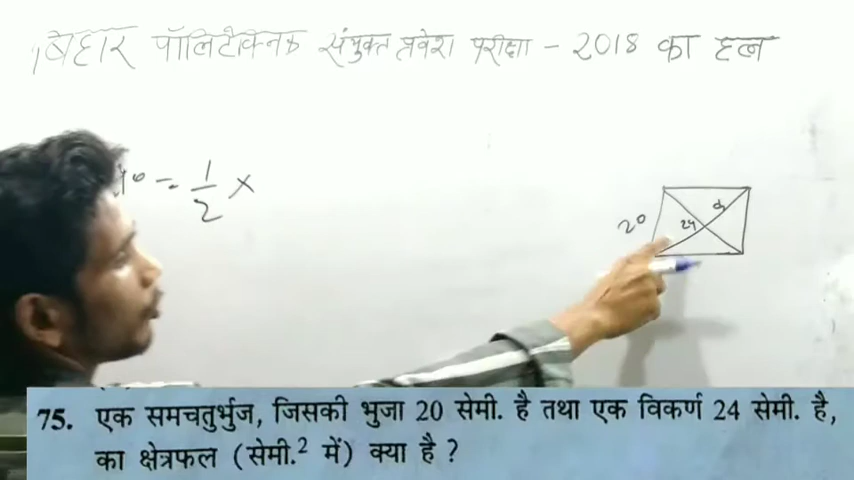 बिहार पॉलिटेक्निक संयुक्त प्रवेश परीक्षा - 2018 का हल
= 1/2 ×
20
24
75. एक समचतुर्भुज, जिसकी भुजा 20 सेमी. है तथा एक विकर्ण 24 सेमी. है,
का क्षेत्रफल (सेमी.² में) क्या है ?